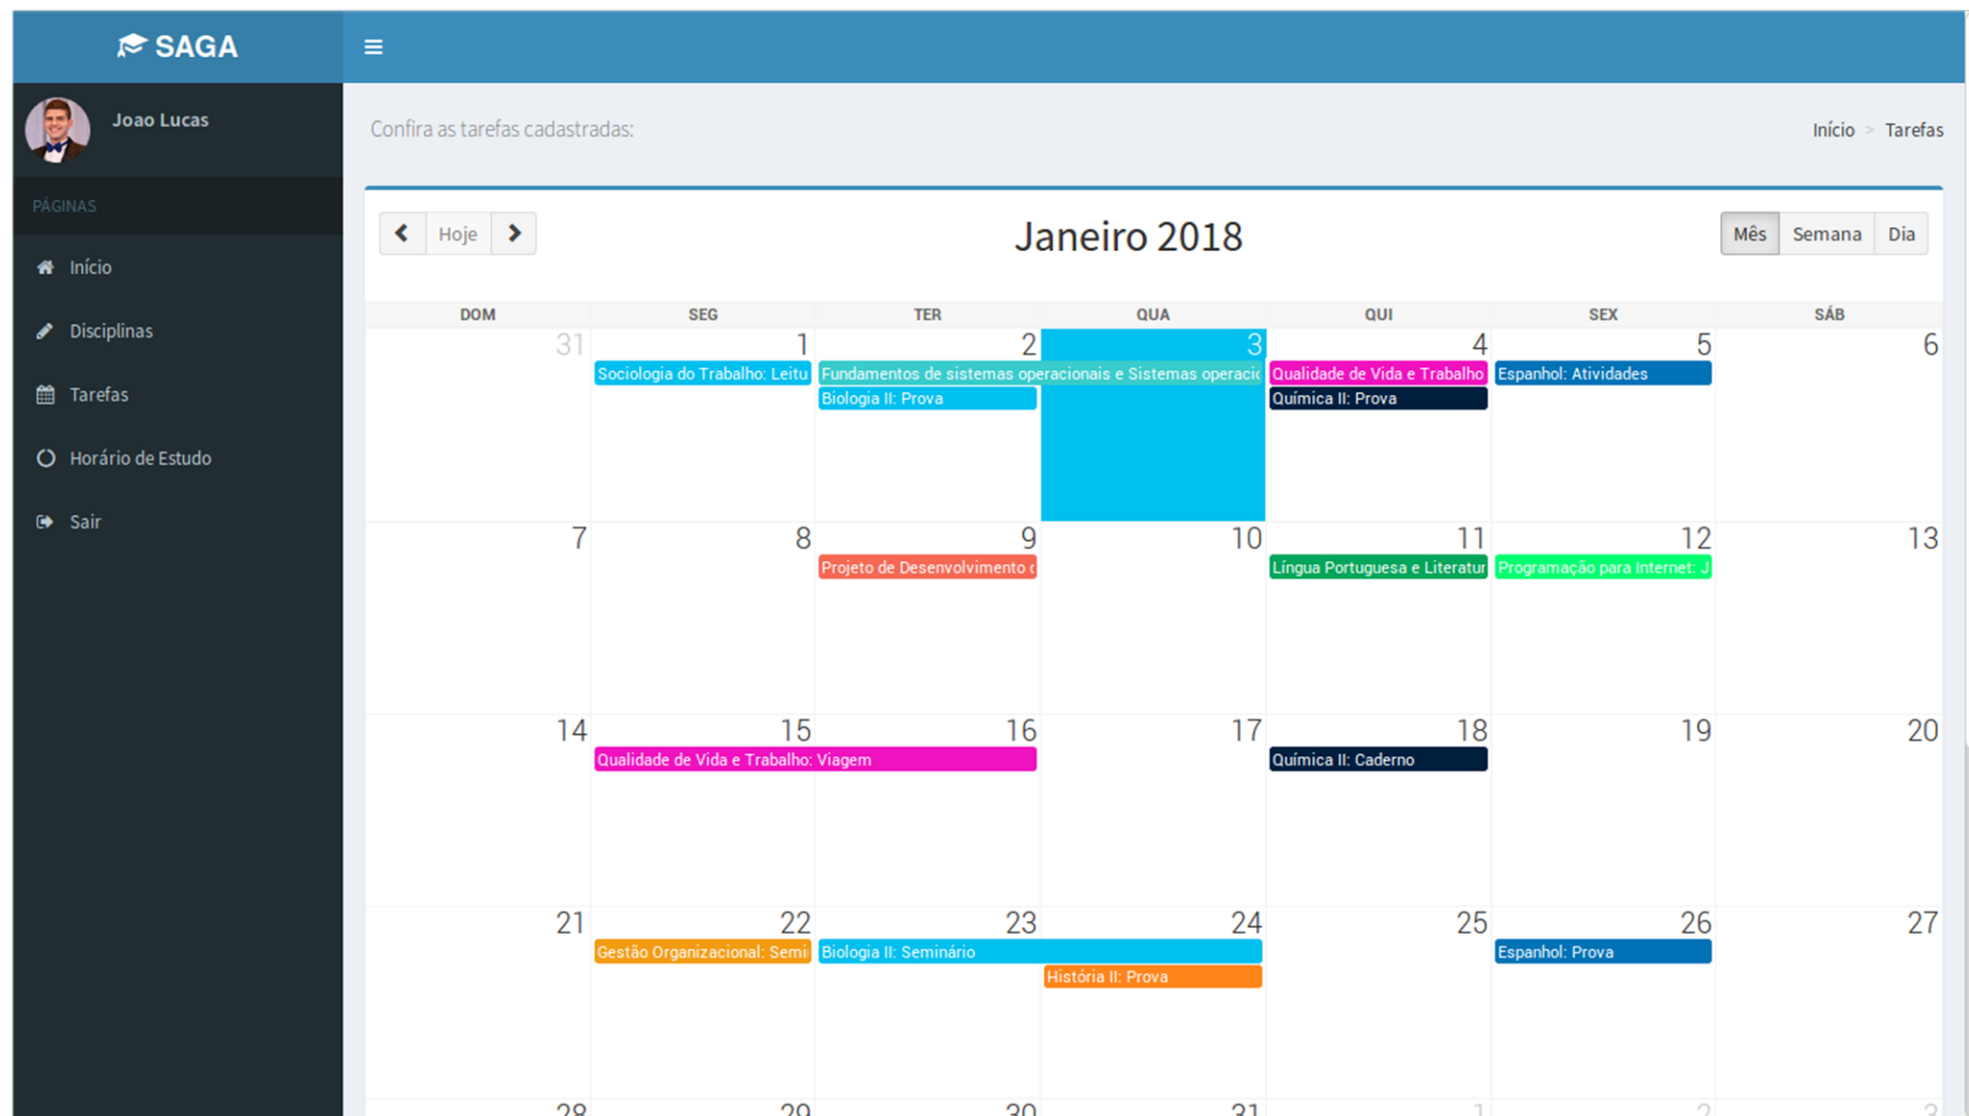 SAGA
Joao Lucas
PÁGINAS
Início
Disciplinas
Tarefas
Horário de Estudo
Sair
Confira as tarefas cadastradas:
Início > Tarefas
Hoje
Janeiro 2018
Mês Semana Dia
DOM SEG TER QUA QUI SEX SÁB
31 1 2 3 4 5 6
Sociologia do Trabalho: Leitu Fundamentos de sistemas operacionais e Sistemas operacio Qualidade de Vida e Trabalho Espanhol: Atividades
Biologia II: Prova Química II: Prova
7 8 9 10 11 12 13
Projeto de Desenvolvimento Língua Portuguesa e Literatur Programação para Internet: J
14 15 16 17 18 19 20
Qualidade de Vida e Trabalho: Viagem Química II: Caderno
21 22 23 24 25 26 27
Gestão Organizacional: Semi Biologia II: Seminário Espanhol: Prova
História II: Prova
28 29 30 31 1 2 3